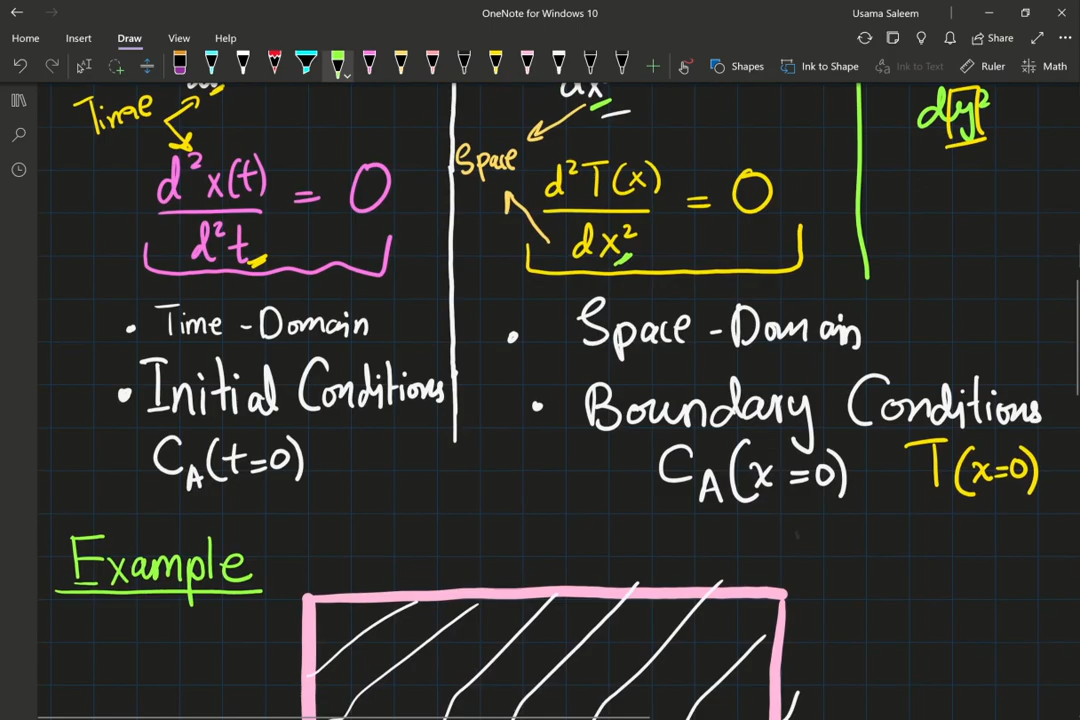 OneNote for Windows 10
Usama Saleem
Home Insert Draw View Help
Share
Shapes Ink to Shape Ink to Text Ruler Math
Time
d²x(t) = 0
d²t
• Time - Domain
• Initial Conditions
C_A(t=0)
dx
Space
d²T(x) = 0
dx²
• Space - Domain
• Boundary Conditions
C_A(x=0) T(x=0)
dy²
Example